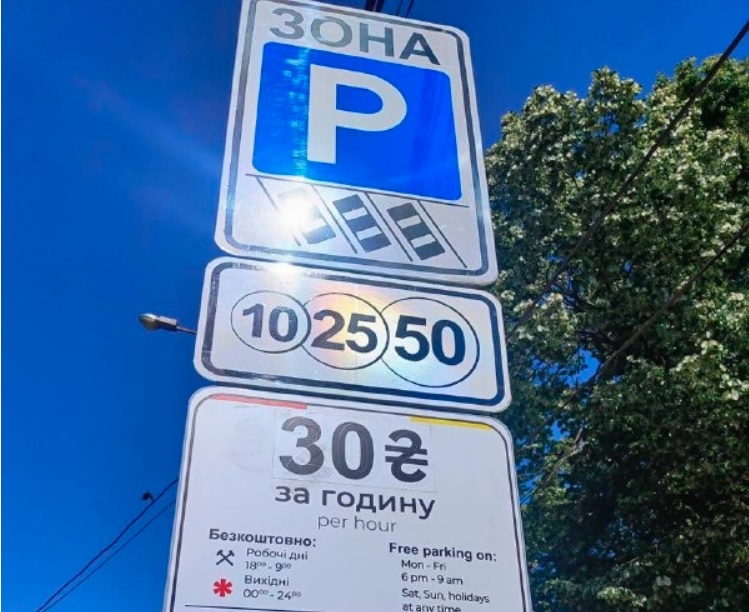 ЗОНА
P
10 25 50
30 ₴
за годину
per hour
Безкоштовно:
Робочі дні
18⁰⁰ - 9⁰⁰
Вихідні
00⁰⁰ - 24⁰⁰
Free parking on:
Mon - Fri
6 pm - 9 am
Sat, Sun, holidays
at any time